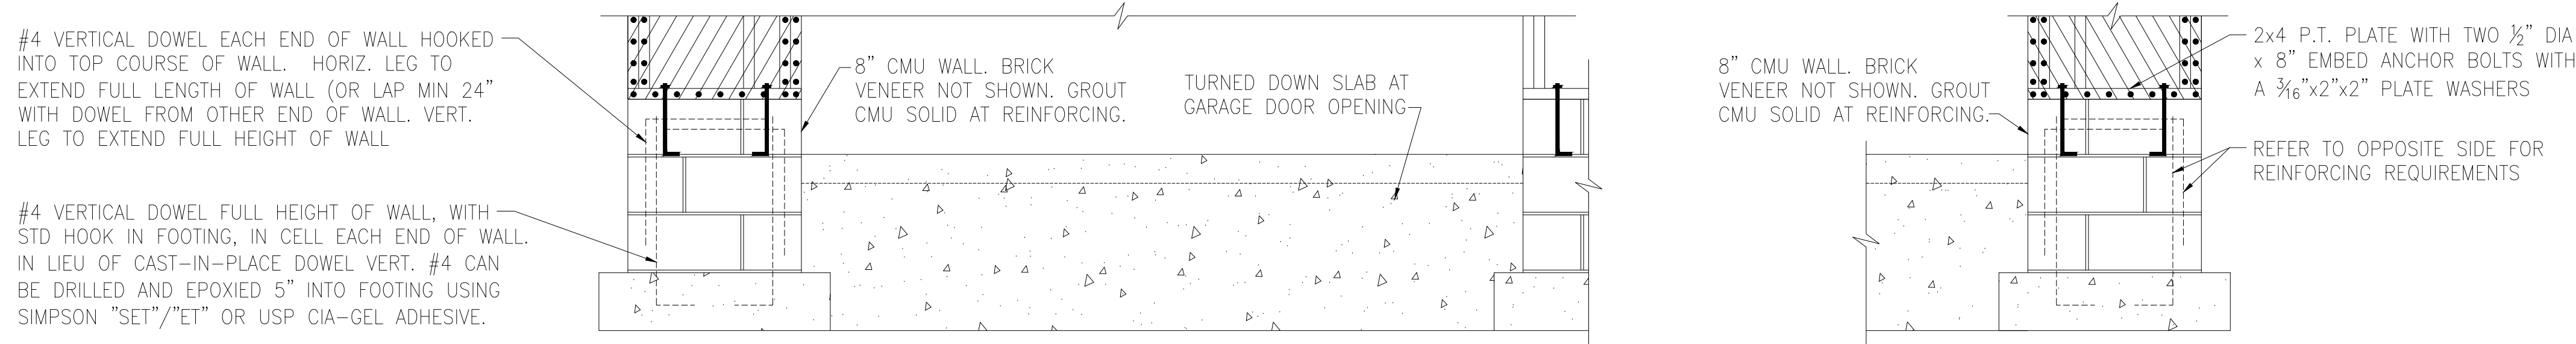 #4 VERTICAL DOWEL EACH END OF WALL HOOKED
INTO TOP COURSE OF WALL. HORIZ. LEG TO
EXTEND FULL LENGTH OF WALL (OR LAP MIN 24"
WITH DOWEL FROM OTHER END OF WALL. VERT.
LEG TO EXTEND FULL HEIGHT OF WALL
#4 VERTICAL DOWEL FULL HEIGHT OF WALL, WITH
STD HOOK IN FOOTING, IN CELL EACH END OF WALL.
IN LIEU OF CAST-IN-PLACE DOWEL VERT. #4 CAN
BE DRILLED AND EPOXIED 5" INTO FOOTING USING
SIMPSON "SET"/"ET" OR USP CIA-GEL ADHESIVE.
8" CMU WALL. BRICK
VENEER NOT SHOWN. GROUT
CMU SOLID AT REINFORCING.
TURNED DOWN SLAB AT
GARAGE DOOR OPENING
8" CMU WALL. BRICK
VENEER NOT SHOWN. GROUT
CMU SOLID AT REINFORCING.
2x4 P.T. PLATE WITH TWO ½" DIA
x 8" EMBED ANCHOR BOLTS WITH
A 3⁄16"x2"x2" PLATE WASHERS
REFER TO OPPOSITE SIDE FOR
REINFORCING REQUIREMENTS